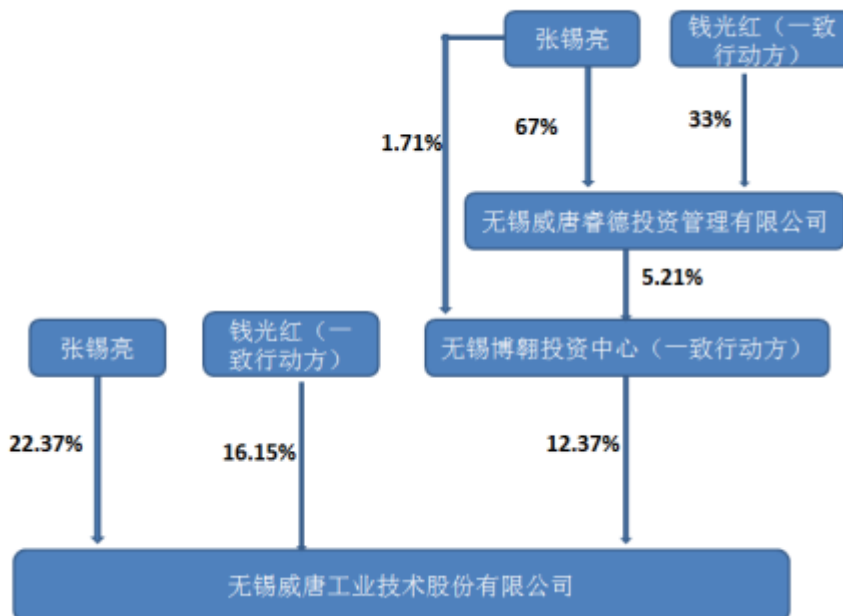 张锡亮
钱光红（一致
行动方）
1.71%
67%
33%
无锡威唐睿德投资管理有限公司
5.21%
张锡亮
钱光红（一
致行动方）
无锡博翱投资中心（一致行动方）
22.37%
16.15%
12.37%
无锡威唐工业技术股份有限公司